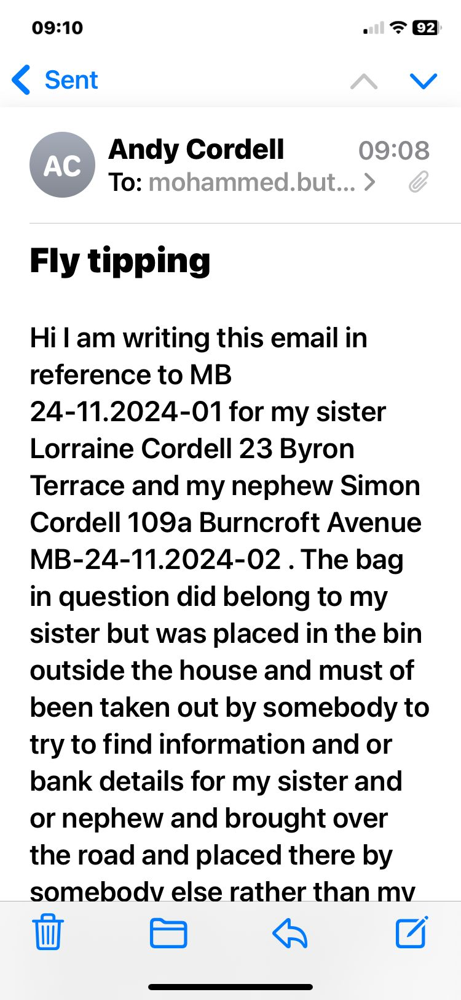 09:10
92
Sent
AC
Andy Cordell
09:08
To: mohammed.but...
Fly tipping
Hi I am writing this email in
reference to MB
24-11.2024-01 for my sister
Lorraine Cordell 23 Byron
Terrace and my nephew Simon
Cordell 109a Burncroft Avenue
MB-24-11.2024-02 . The bag
in question did belong to my
sister but was placed in the bin
outside the house and must of
been taken out by somebody to
try to find information and or
bank details for my sister and
or nephew and brought over
the road and placed there by
somebody else rather than my